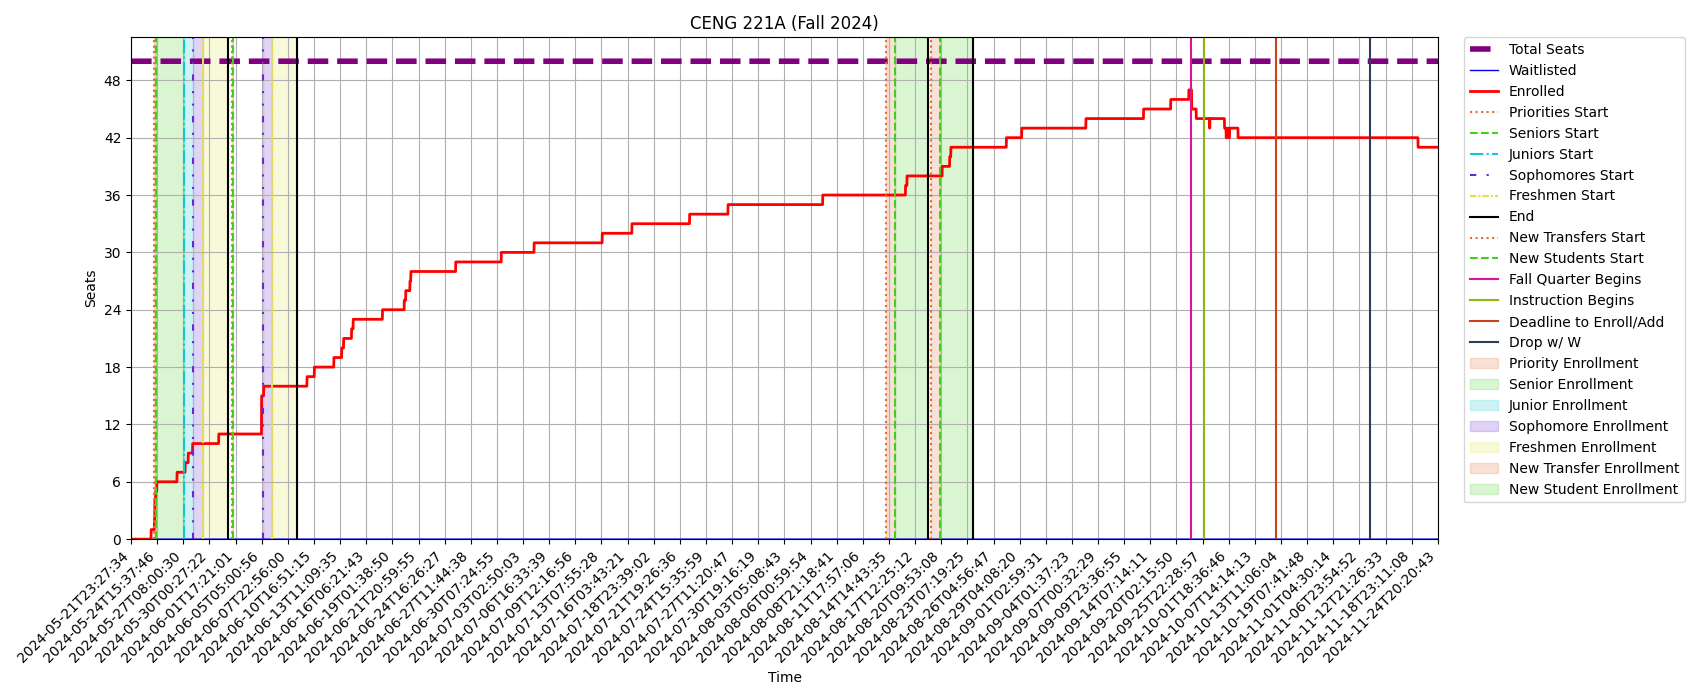 CENG 221A (Fall 2024)
Seats
48
42
36
30
24
18
12
6
0
2024-05-21T23:27:34
2024-05-24T15:37:46
2024-05-27T08:00:30
2024-05-30T00:27:22
2024-06-01T17:21:01
2024-06-05T05:00:56
2024-06-07T22:56:00
2024-06-10T16:51:15
2024-06-13T11:09:35
2024-06-16T06:21:43
2024-06-19T01:38:50
2024-06-21T20:59:55
2024-06-24T16:26:27
2024-06-27T11:44:38
2024-06-30T07:24:55
2024-07-03T02:50:03
2024-07-06T16:33:39
2024-07-09T12:16:56
2024-07-13T07:55:28
2024-07-16T03:43:21
2024-07-18T23:39:02
2024-07-21T19:26:36
2024-07-24T15:35:59
2024-07-27T11:20:47
2024-07-30T19:16:19
2024-08-03T05:08:43
2024-08-06T00:59:54
2024-08-08T21:18:41
2024-08-11T17:57:06
2024-08-14T14:43:35
2024-08-17T12:25:12
2024-08-20T09:53:08
2024-08-23T07:19:25
2024-08-26T04:56:47
2024-08-29T04:08:20
2024-09-01T02:59:31
2024-09-04T01:37:23
2024-09-07T00:32:29
2024-09-09T23:36:55
2024-09-14T07:14:11
2024-09-20T02:15:50
2024-09-25T22:28:57
2024-10-01T18:36:46
2024-10-07T14:14:13
2024-10-13T11:06:04
2024-10-19T07:41:48
2024-11-01T04:30:14
2024-11-06T23:54:52
2024-11-12T21:26:33
2024-11-18T23:11:08
2024-11-24T20:20:43
Time
Total Seats
Waitlisted
Enrolled
Priorities Start
Seniors Start
Juniors Start
Sophomores Start
Freshmen Start
End
New Transfers Start
New Students Start
Fall Quarter Begins
Instruction Begins
Deadline to Enroll/Add
Drop w/ W
Priority Enrollment
Senior Enrollment
Junior Enrollment
Sophomore Enrollment
Freshmen Enrollment
New Transfer Enrollment
New Student Enrollment